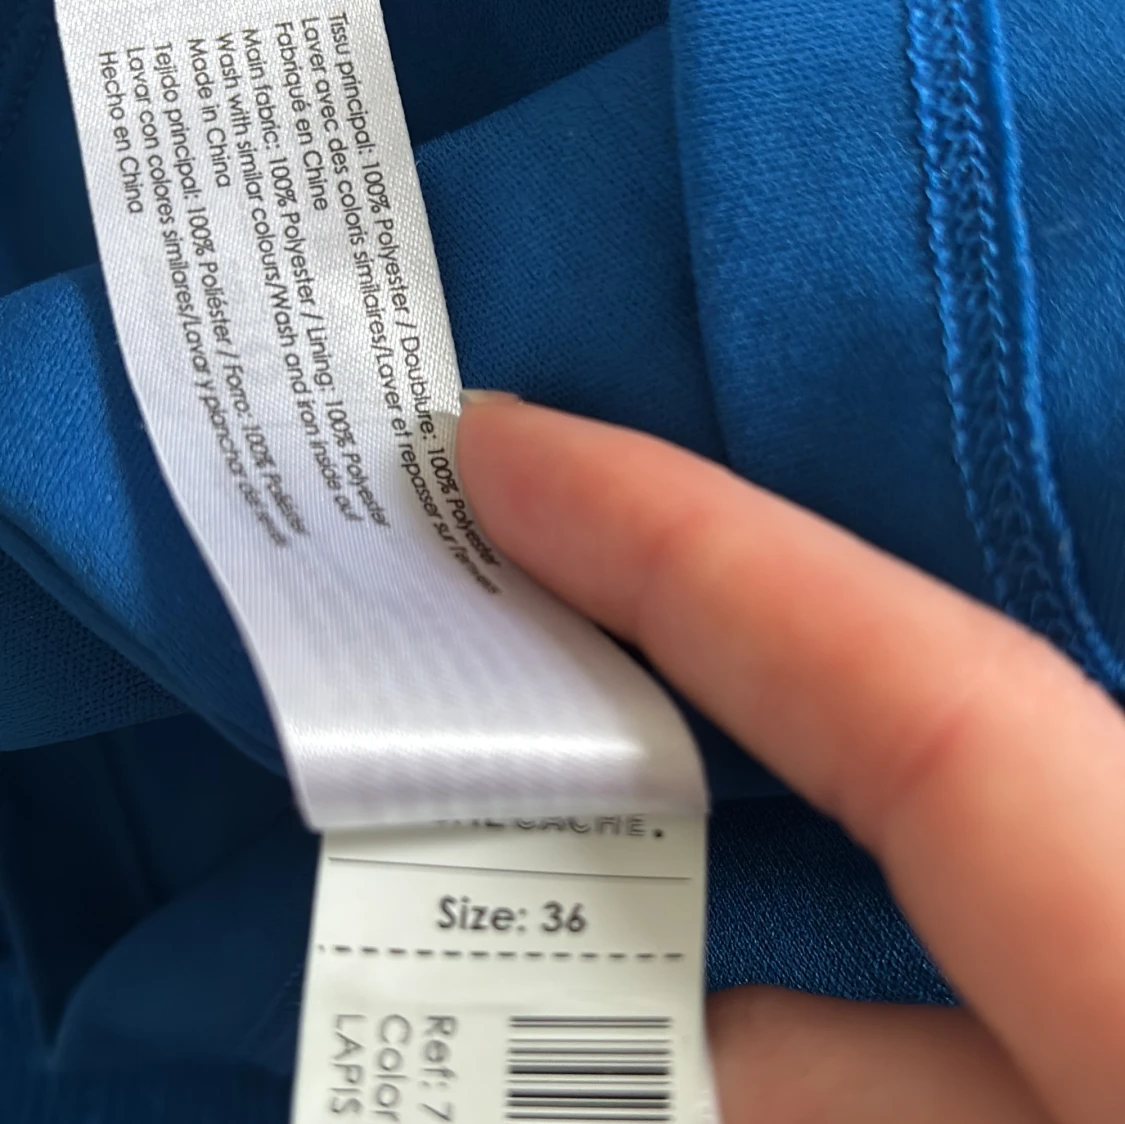 Tissu principal: 100% Polyester / Doublure: 100% Polyester
Laver avec des coloris similaires/Laver et repasser sur l'envers
Fabriqué en Chine
Main fabric: 100% Polyester / Lining: 100% Polyester
Wash with similar colours/Wash and iron inside out
Made in China
Tejido principal: 100% Poliéster / Forro: 100% Poliéster
Lavar con colores similares/Lavar y planchar del revés
Hecho en China
Size: 36
Ref: 7
Color
LAPIS